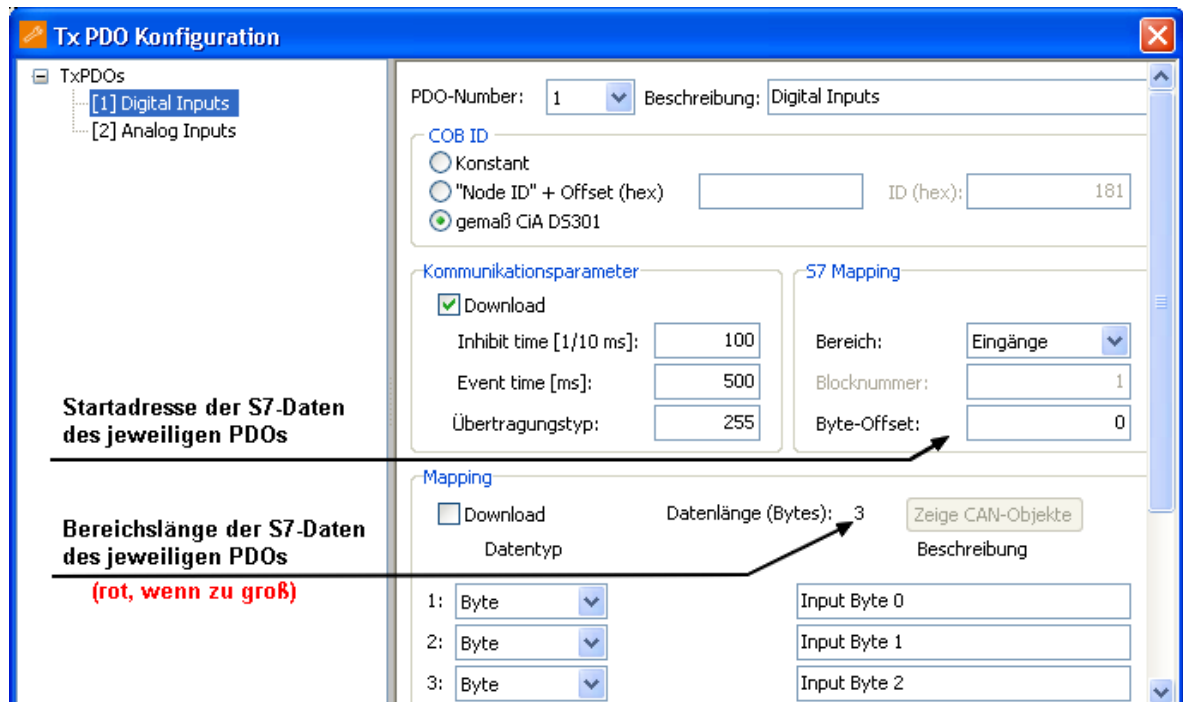 Tx PDO Konfiguration
TxPDOs
[1] Digital Inputs
[2] Analog Inputs
PDO-Number: 1 Beschreibung: Digital Inputs
COB ID
Konstant
"Node ID" + Offset (hex) ID (hex): 181
gemaß CiA DS301
Kommunikationsparameter
Download
Inhibit time [1/10 ms]: 100
Event time [ms]: 500
Übertragungstyp: 255
S7 Mapping
Bereich: Eingänge
Blocknummer: 1
Byte-Offset: 0
Startadresse der S7-Daten
des jeweiligen PDOs
Mapping
Download Datenlänge (Bytes): 3 Zeige CAN-Objekte
Datentyp Beschreibung
Bereichslänge der S7-Daten
des jeweiligen PDOs
(rot, wenn zu groß)
1: Byte Input Byte 0
2: Byte Input Byte 1
3: Byte Input Byte 2